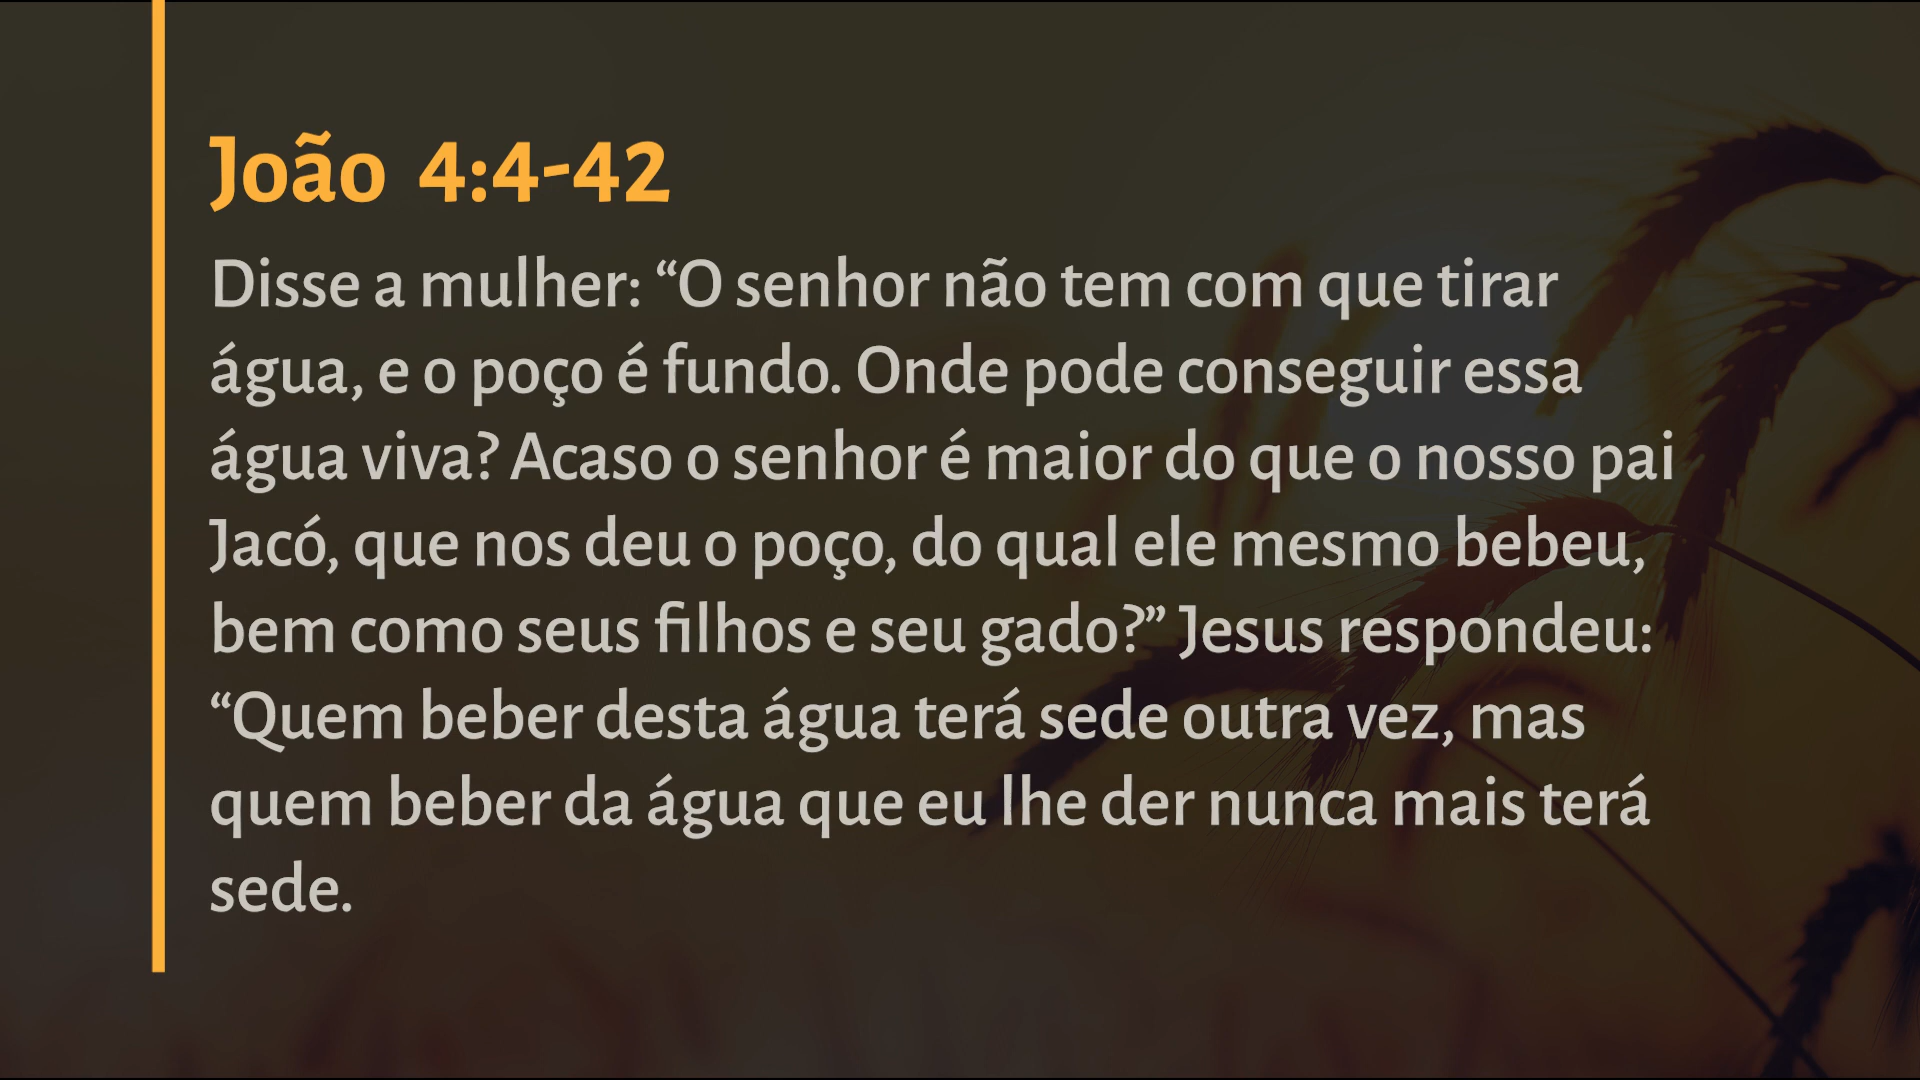 João 4:4-42
Disse a mulher: “O senhor não tem com que tirar
água, e o poço é fundo. Onde pode conseguir essa
água viva? Acaso o senhor é maior do que o nosso pai
Jacó, que nos deu o poço, do qual ele mesmo bebeu,
bem como seus filhos e seu gado?” Jesus respondeu:
“Quem beber desta água terá sede outra vez, mas
quem beber da água que eu lhe der nunca mais terá
sede.